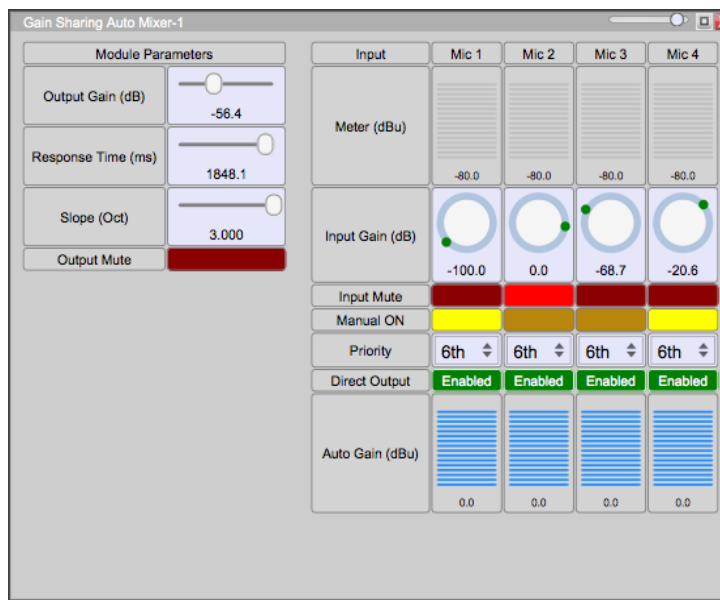 Gain Sharing Auto Mixer-1
Module Parameters
Output Gain (dB)
-56.4
Response Time (ms)
1848.1
Slope (Oct)
3.000
Output Mute
Input Mic 1 Mic 2 Mic 3 Mic 4
Meter (dBu)
-80.0 -80.0 -80.0 -80.0
Input Gain (dB)
-100.0 0.0 -68.7 -20.6
Input Mute
Manual ON
Priority 6th 6th 6th 6th
Direct Output Enabled Enabled Enabled Enabled
Auto Gain (dBu)
0.0 0.0 0.0 0.0